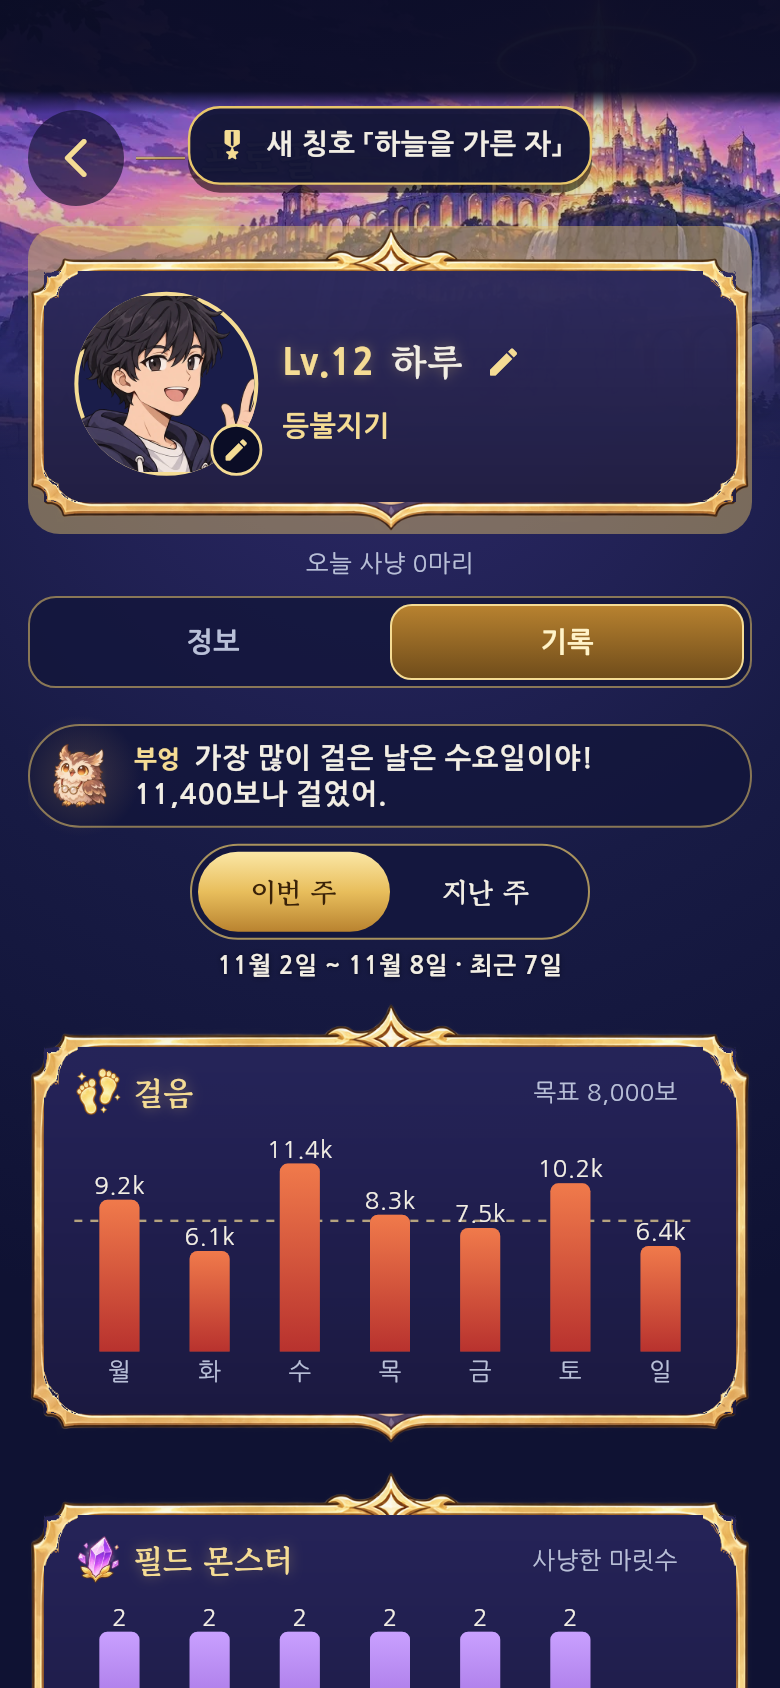 새 칭호 「하늘을 가른 자」
Lv.12 하루
등불지기
오늘 사냥 0마리
정보 기록
부엉 가장 많이 걸은 날은 수요일이야!
11,400보나 걸었어.
이번 주 지난 주
11월 2일 ~ 11월 8일 · 최근 7일
걸음 목표 8,000보
9.2k 6.1k 11.4k 8.3k 7.5k 10.2k 6.4k
월 화 수 목 금 토 일
필드 몬스터 사냥한 마릿수
2 2 2 2 2 2